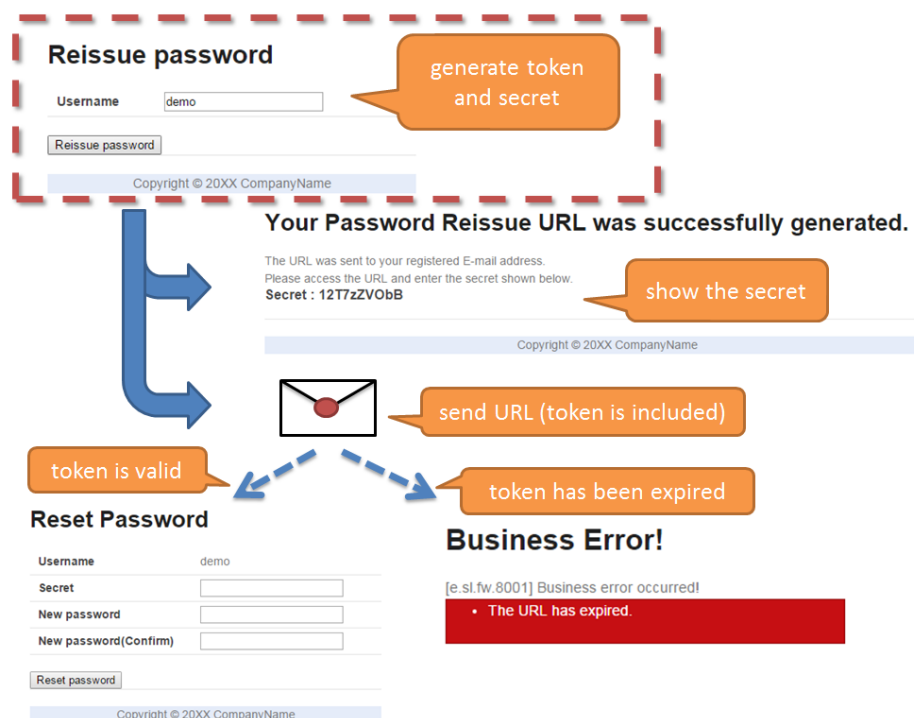 Reissue password
generate token
and secret
Username demo
Reissue password
Copyright © 20XX CompanyName
Your Password Reissue URL was successfully generated.
The URL was sent to your registered E-mail address.
Please access the URL and enter the secret shown below.
Secret : 12T7zZVObB
show the secret
Copyright © 20XX CompanyName
send URL (token is included)
token is valid
token has been expired
Reset Password
Username demo
Secret
New password
New password(Confirm)
Reset password
Copyright © 20XX CompanyName
Business Error!
[e.sl.fw.8001] Business error occurred!
• The URL has expired.